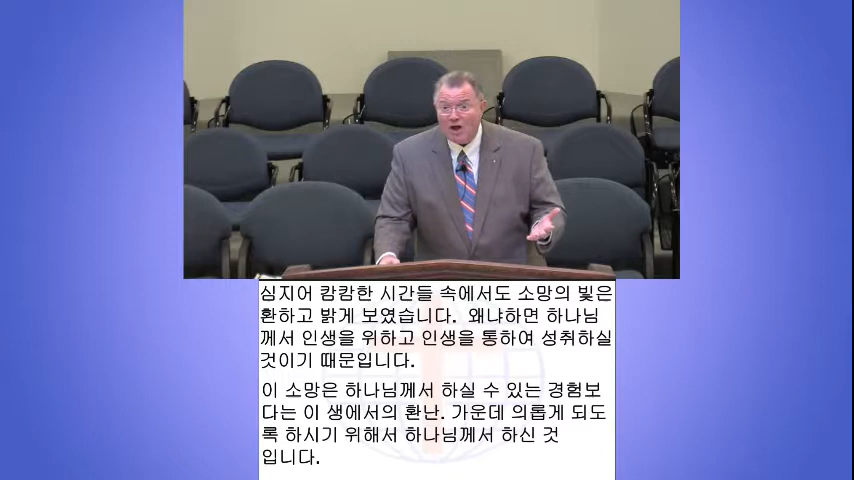 심지어 캄캄한 시간들 속에서도 소망의 빛은
환하고 밝게 보였습니다. 왜냐하면 하나님
께서 인생을 위하고 인생을 통하여 성취하실
것이기 때문입니다.
이 소망은 하나님께서 하실 수 있는 경험보
다는 이 생에서의 환난. 가운데 의롭게 되도
록 하시기 위해서 하나님께서 하신 것
입니다.